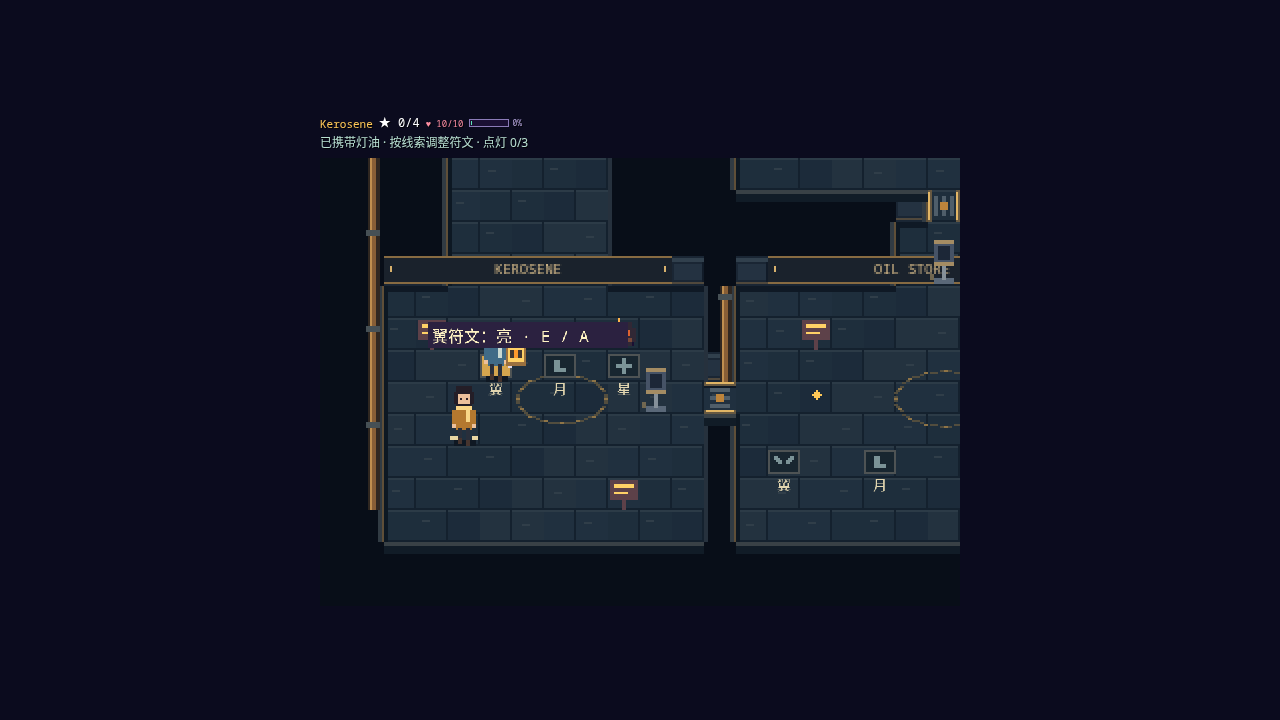 Kerosene ★ 0/4 ♥ 10/10 0%
已携带灯油 · 按线索调整符文 · 点灯 0/3
KEROSENE
OIL STORE
翼符文: 亮 · E / A
翼
月
星
翼
月